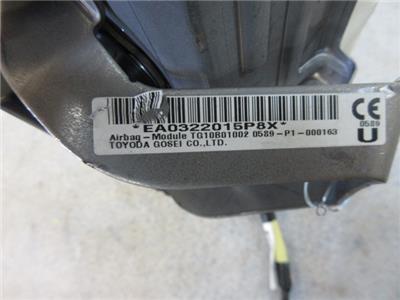 *EA0322015P8X*
Airbag-Module TG10B01002 0589-P1-000163
TOYODA GOSEI CO.,LTD.
CE
0589
U